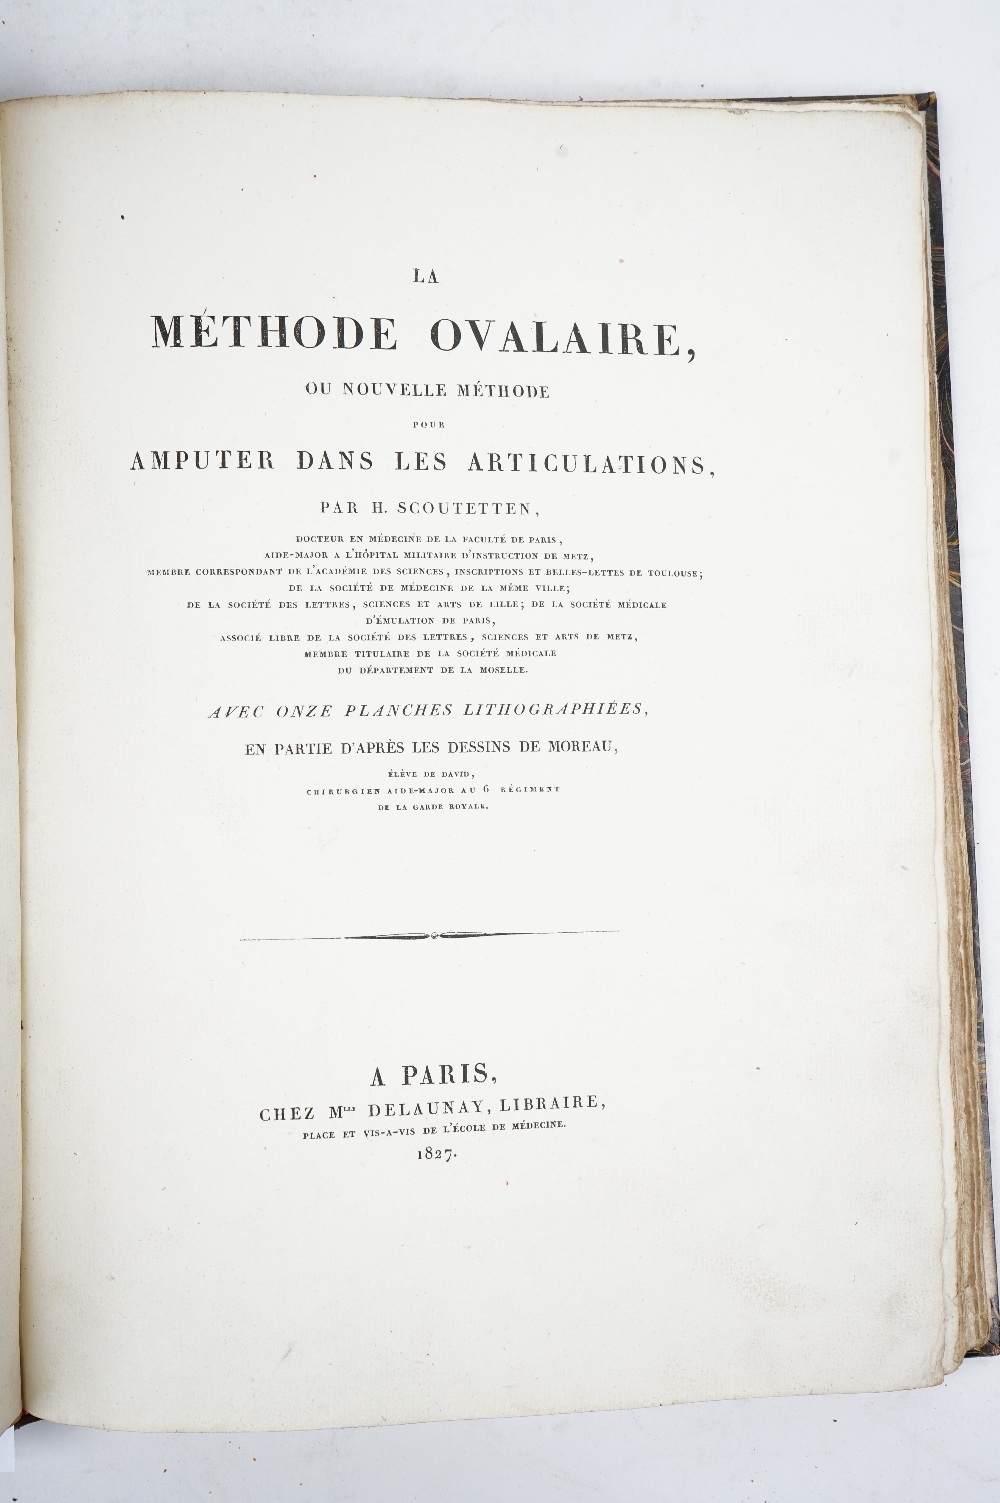 LA
MÉTHODE OVALAIRE,
OU NOUVELLE MÉTHODE
POUR
AMPUTER DANS LES ARTICULATIONS,
PAR H. SCOUTETTEN,
DOCTEUR EN MÉDECINE DE LA FACULTÉ DE PARIS,
AIDE-MAJOR A L'HÔPITAL MILITAIRE D'INSTRUCTION DE METZ,
MEMBRE CORRESPONDANT DE L'ACADÉMIE DES SCIENCES, INSCRIPTIONS ET BELLES-LETTES DE TOULOUSE;
DE LA SOCIÉTÉ DE MÉDECINE DE LA MÊME VILLE;
DE LA SOCIÉTÉ DES LETTRES, SCIENCES ET ARTS DE LILLE; DE LA SOCIÉTÉ MÉDICALE
D'ÉMULATION DE PARIS,
ASSOCIÉ LIBRE DE LA SOCIÉTÉ DES LETTRES, SCIENCES ET ARTS DE METZ,
MEMBRE TITULAIRE DE LA SOCIÉTÉ MÉDICALE
DU DÉPARTEMENT DE LA MOSELLE.
AVEC ONZE PLANCHES LITHOGRAPHIÉES,
EN PARTIE D'APRÈS LES DESSINS DE MOREAU,
ÉLÈVE DE DAVID,
CHIRURGIEN AIDE-MAJOR AU 6 RÉGIMENT
DE LA GARDE ROYALE.
A PARIS,
CHEZ Mlle DELAUNAY, LIBRAIRE,
PLACE ET VIS-A-VIS DE L'ÉCOLE DE MÉDECINE.
1827.